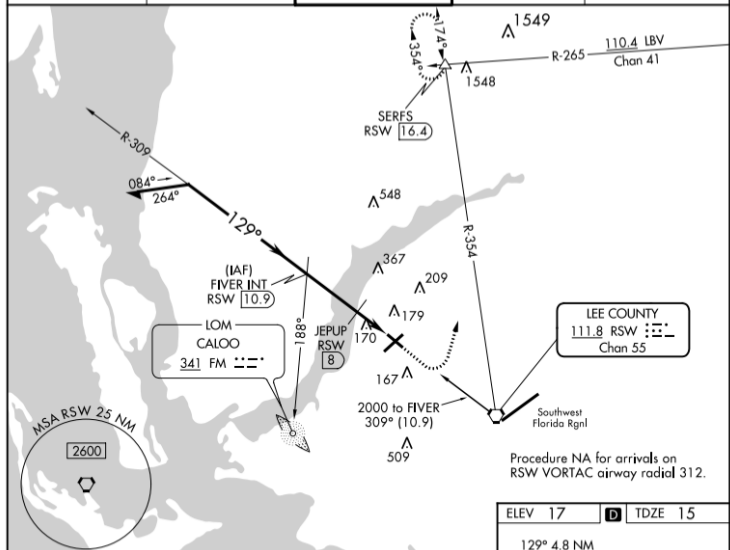 1549
174°
354°
110.4 LBV
R-265
Chan 41
1548
SERFS
RSW 16.4
R-309
084°
264°
548
129°
R-354
(IAF)
FIVER INT
RSW 10.9
367
209
179
188°
JEPUP
RSW
8
170
LOM
CALOO
341 FM
LEE COUNTY
111.8 RSW
Chan 55
167
2000 to FIVER
309° (10.9)
Southwest
Florida Rgnl
MSA RSW 25 NM
2600
509
Procedure NA for arrivals on
RSW VORTAC airway radial 312.
ELEV 17 D TDZE 15
129° 4.8 NM